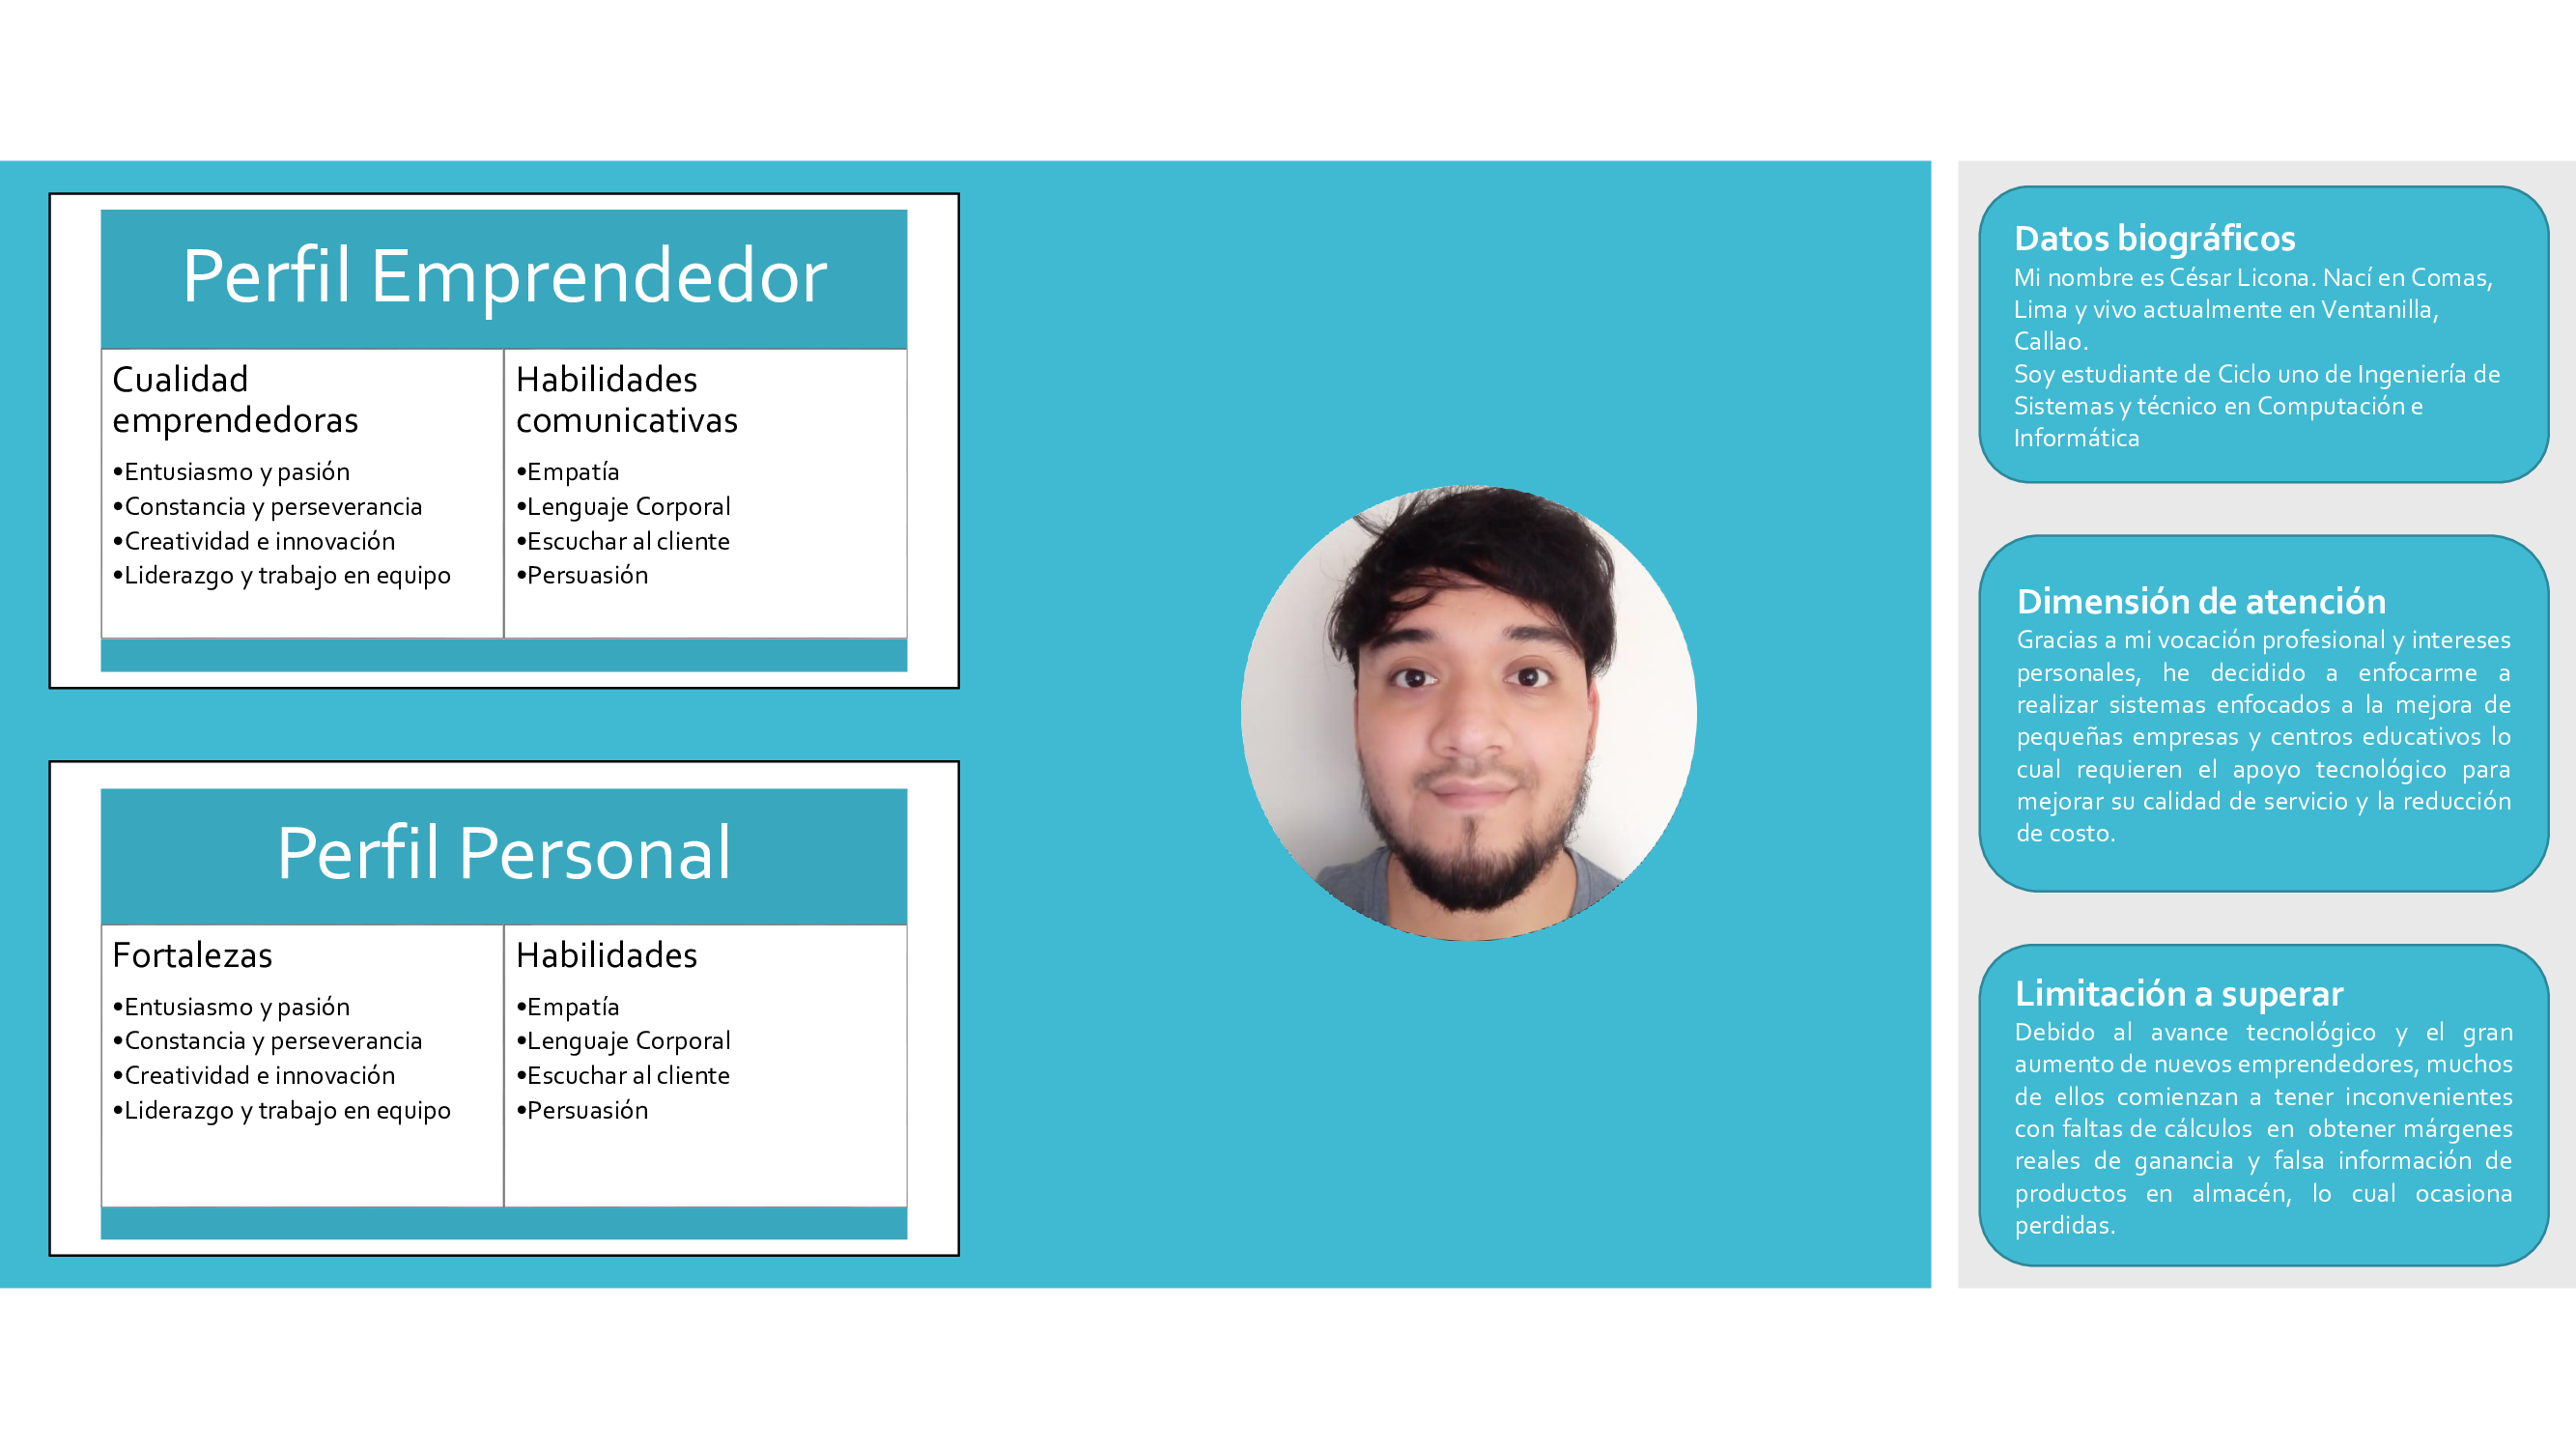 Perfil Emprendedor
Cualidad
emprendedoras
•Entusiasmo y pasión
•Constancia y perseverancia
•Creatividad e innovación
•Liderazgo y trabajo en equipo
Habilidades
comunicativas
•Empatía
•Lenguaje Corporal
•Escuchar al cliente
•Persuasión
Perfil Personal
Fortalezas
•Entusiasmo y pasión
•Constancia y perseverancia
•Creatividad e innovación
•Liderazgo y trabajo en equipo
Habilidades
•Empatía
•Lenguaje Corporal
•Escuchar al cliente
•Persuasión
Datos biográficos
Mi nombre es César Licona. Nací en Comas,
Lima y vivo actualmente en Ventanilla,
Callao.
Soy estudiante de Ciclo uno de Ingeniería de
Sistemas y técnico en Computación e
Informática
Dimensión de atención
Gracias a mi vocación profesional y intereses
personales, he decidido a enfocarme a
realizar sistemas enfocados a la mejora de
pequeñas empresas y centros educativos lo
cual requieren el apoyo tecnológico para
mejorar su calidad de servicio y la reducción
de costo.
Limitación a superar
Debido al avance tecnológico y el gran
aumento de nuevos emprendedores, muchos
de ellos comienzan a tener inconvenientes
con faltas de cálculos en obtener márgenes
reales de ganancia y falsa información de
productos en almacén, lo cual ocasiona
perdidas.